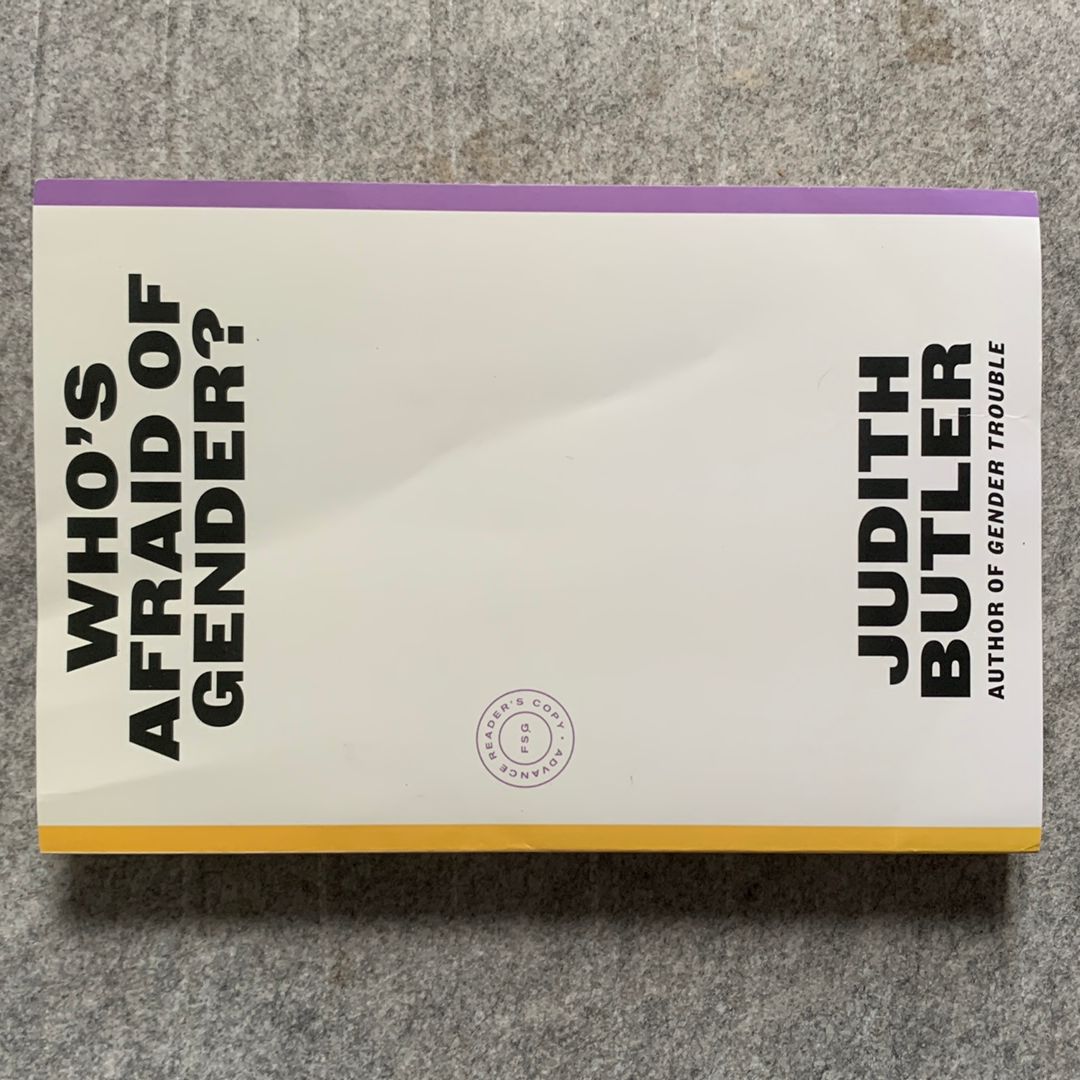 WHO'S
AFRAID OF
GENDER?
ADVANCE READER'S COPY •
FSG
JUDITH
BUTLER
AUTHOR OF GENDER TROUBLE